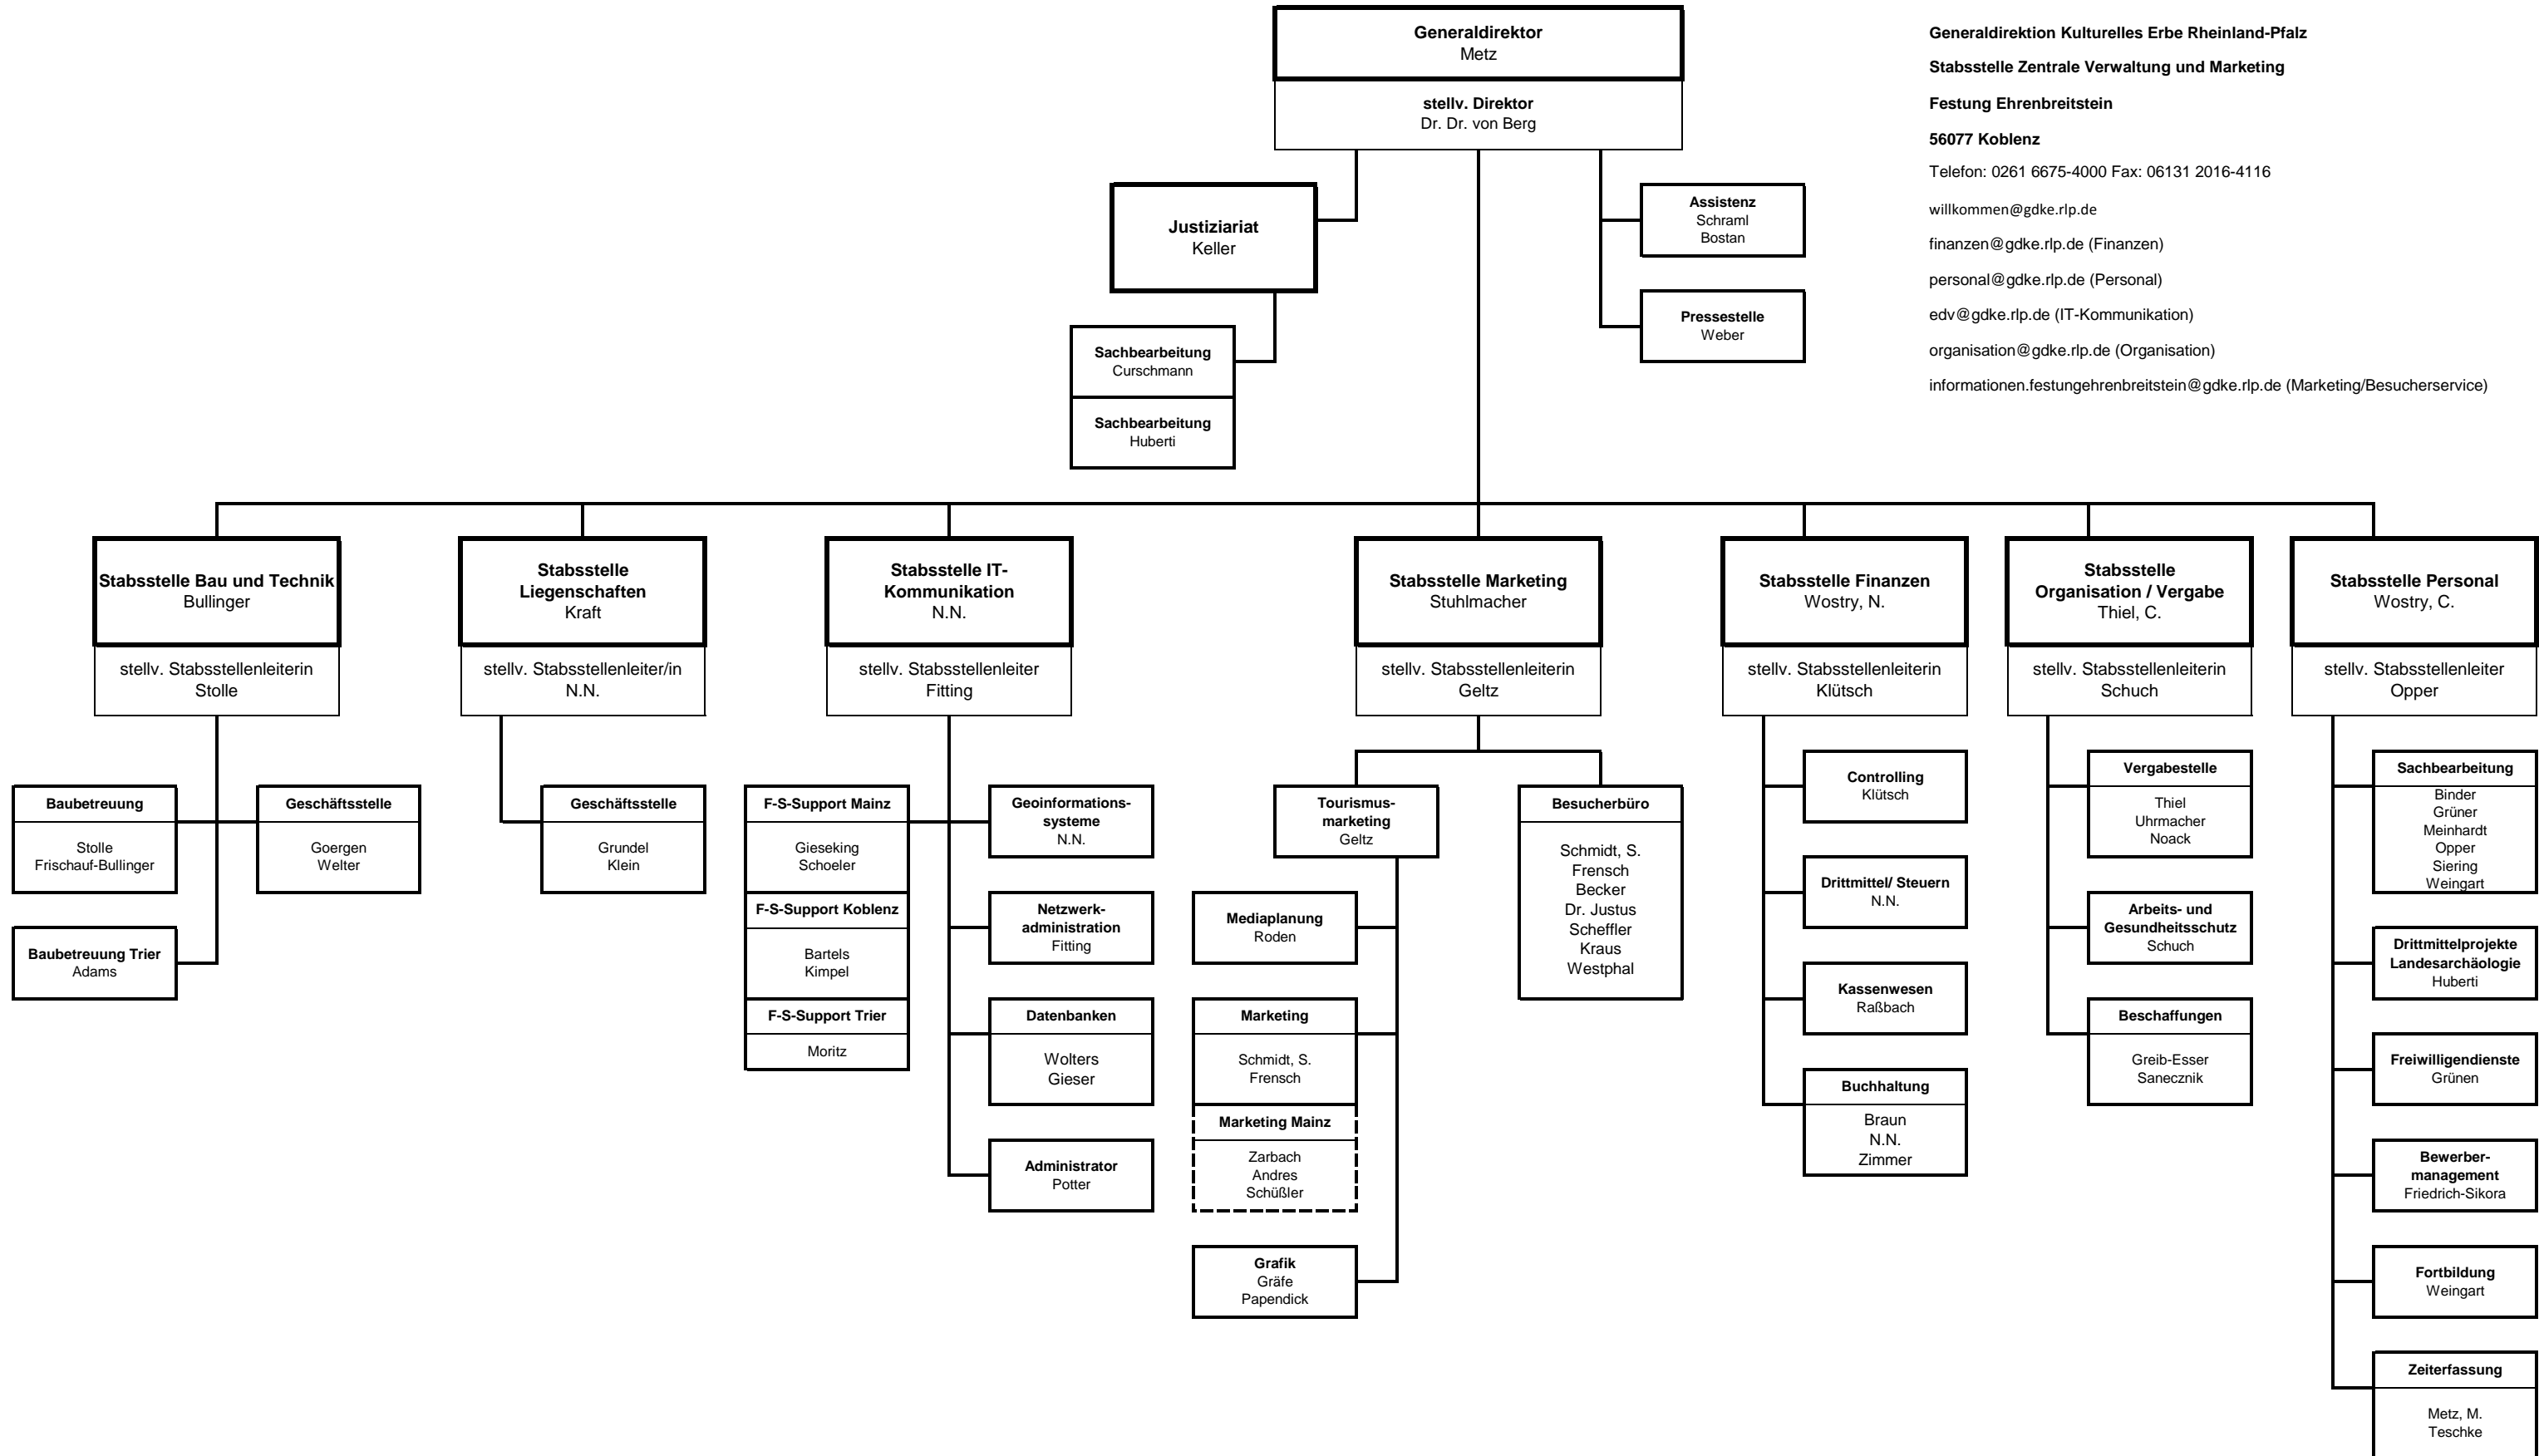 Generaldirektor
Metz
stellv. Direktor
Dr. Dr. von Berg
Generaldirektion Kulturelles Erbe Rheinland-Pfalz
Stabsstelle Zentrale Verwaltung und Marketing
Festung Ehrenbreitstein
56077 Koblenz
Telefon: 0261 6675-4000 Fax: 06131 2016-4116
willkommen@gdke.rlp.de
finanzen@gdke.rlp.de (Finanzen)
personal@gdke.rlp.de (Personal)
edv@gdke.rlp.de (IT-Kommunikation)
organisation@gdke.rlp.de (Organisation)
informationen.festungehrenbreitstein@gdke.rlp.de (Marketing/Besucherservice)
Justiziariat
Keller
Assistenz
Schraml
Bostan
Pressestelle
Weber
Sachbearbeitung
Curschmann
Sachbearbeitung
Huberti
Stabsstelle Bau und Technik
Bullinger
stellv. Stabsstellenleiterin
Stolle
Baubetreuung
Stolle
Frischauf-Bullinger
Geschäftsstelle
Goergen
Welter
Baubetreuung Trier
Adams
Stabsstelle
Liegenschaften
Kraft
stellv. Stabsstellenleiter/in
N.N.
Geschäftsstelle
Grundel
Klein
Stabsstelle IT-
Kommunikation
N.N.
stellv. Stabsstellenleiter
Fitting
F-S-Support Mainz
Gieseking
Schoeler
F-S-Support Koblenz
Bartels
Kimpel
F-S-Support Trier
Moritz
Geoinformations-
systeme
N.N.
Netzwerk-
administration
Fitting
Datenbanken
Wolters
Gieser
Administrator
Potter
Stabsstelle Marketing
Stuhlmacher
stellv. Stabsstellenleiterin
Geltz
Tourismus-
marketing
Geltz
Mediaplanung
Roden
Marketing
Schmidt, S.
Frensch
Marketing Mainz
Zarbach
Andres
Schüßler
Grafik
Gräfe
Papendick
Besucherbüro
Schmidt, S.
Frensch
Becker
Dr. Justus
Scheffler
Kraus
Westphal
Stabsstelle Finanzen
Wostry, N.
stellv. Stabsstellenleiterin
Klütsch
Controlling
Klütsch
Drittmittel/ Steuern
N.N.
Kassenwesen
Raßbach
Buchhaltung
Braun
N.N.
Zimmer
Stabsstelle
Organisation / Vergabe
Thiel, C.
stellv. Stabsstellenleiterin
Schuch
Vergabestelle
Thiel
Uhrmacher
Noack
Arbeits- und
Gesundheitsschutz
Schuch
Beschaffungen
Greib-Esser
Sanecznik
Stabsstelle Personal
Wostry, C.
stellv. Stabsstellenleiter
Opper
Sachbearbeitung
Binder
Grüner
Meinhardt
Opper
Siering
Weingart
Drittmittelprojekte
Landesarchäologie
Huberti
Freiwilligendienste
Grünen
Bewerber-
management
Friedrich-Sikora
Fortbildung
Weingart
Zeiterfassung
Metz, M.
Teschke